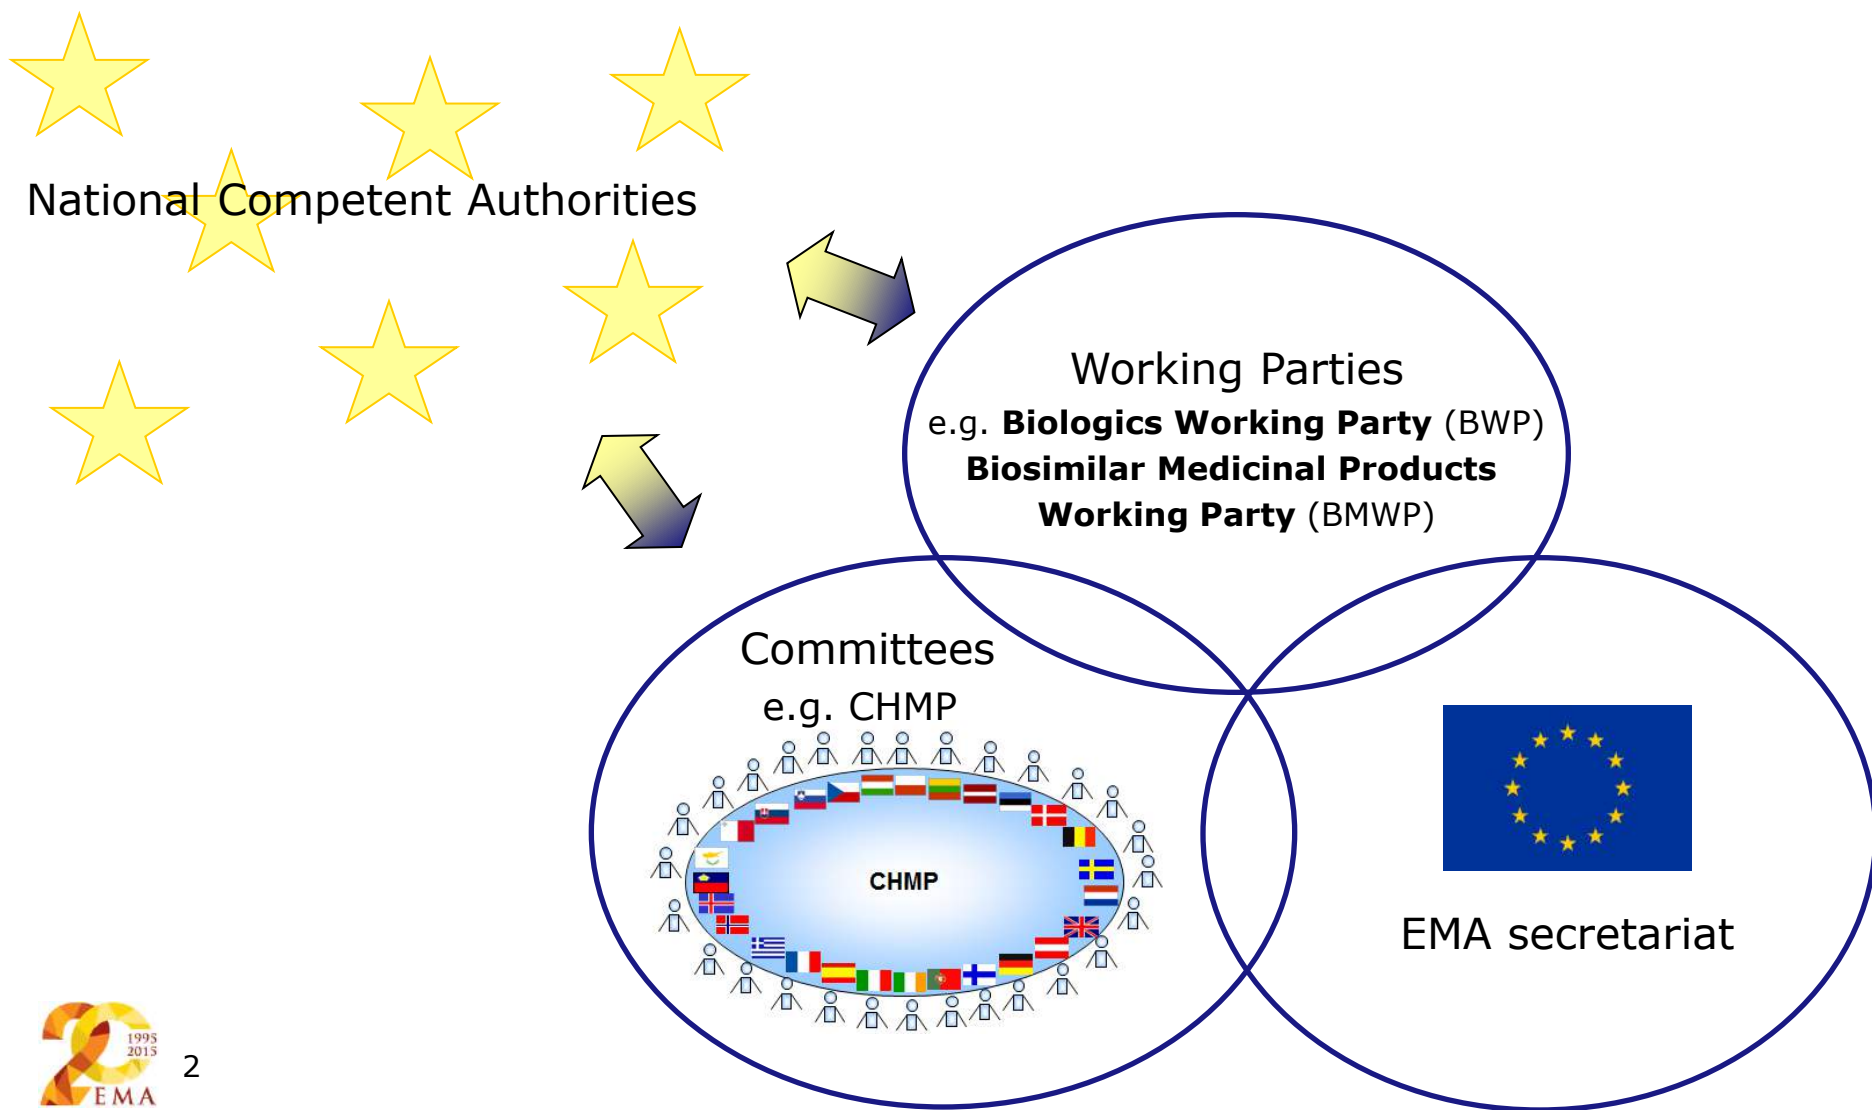 National Competent Authorities
Working Parties
e.g. Biologics Working Party (BWP)
Biosimilar Medicinal Products
Working Party (BMWP)
Committees
e.g. CHMP
CHMP
EMA secretariat
1995
2015
EMA
2